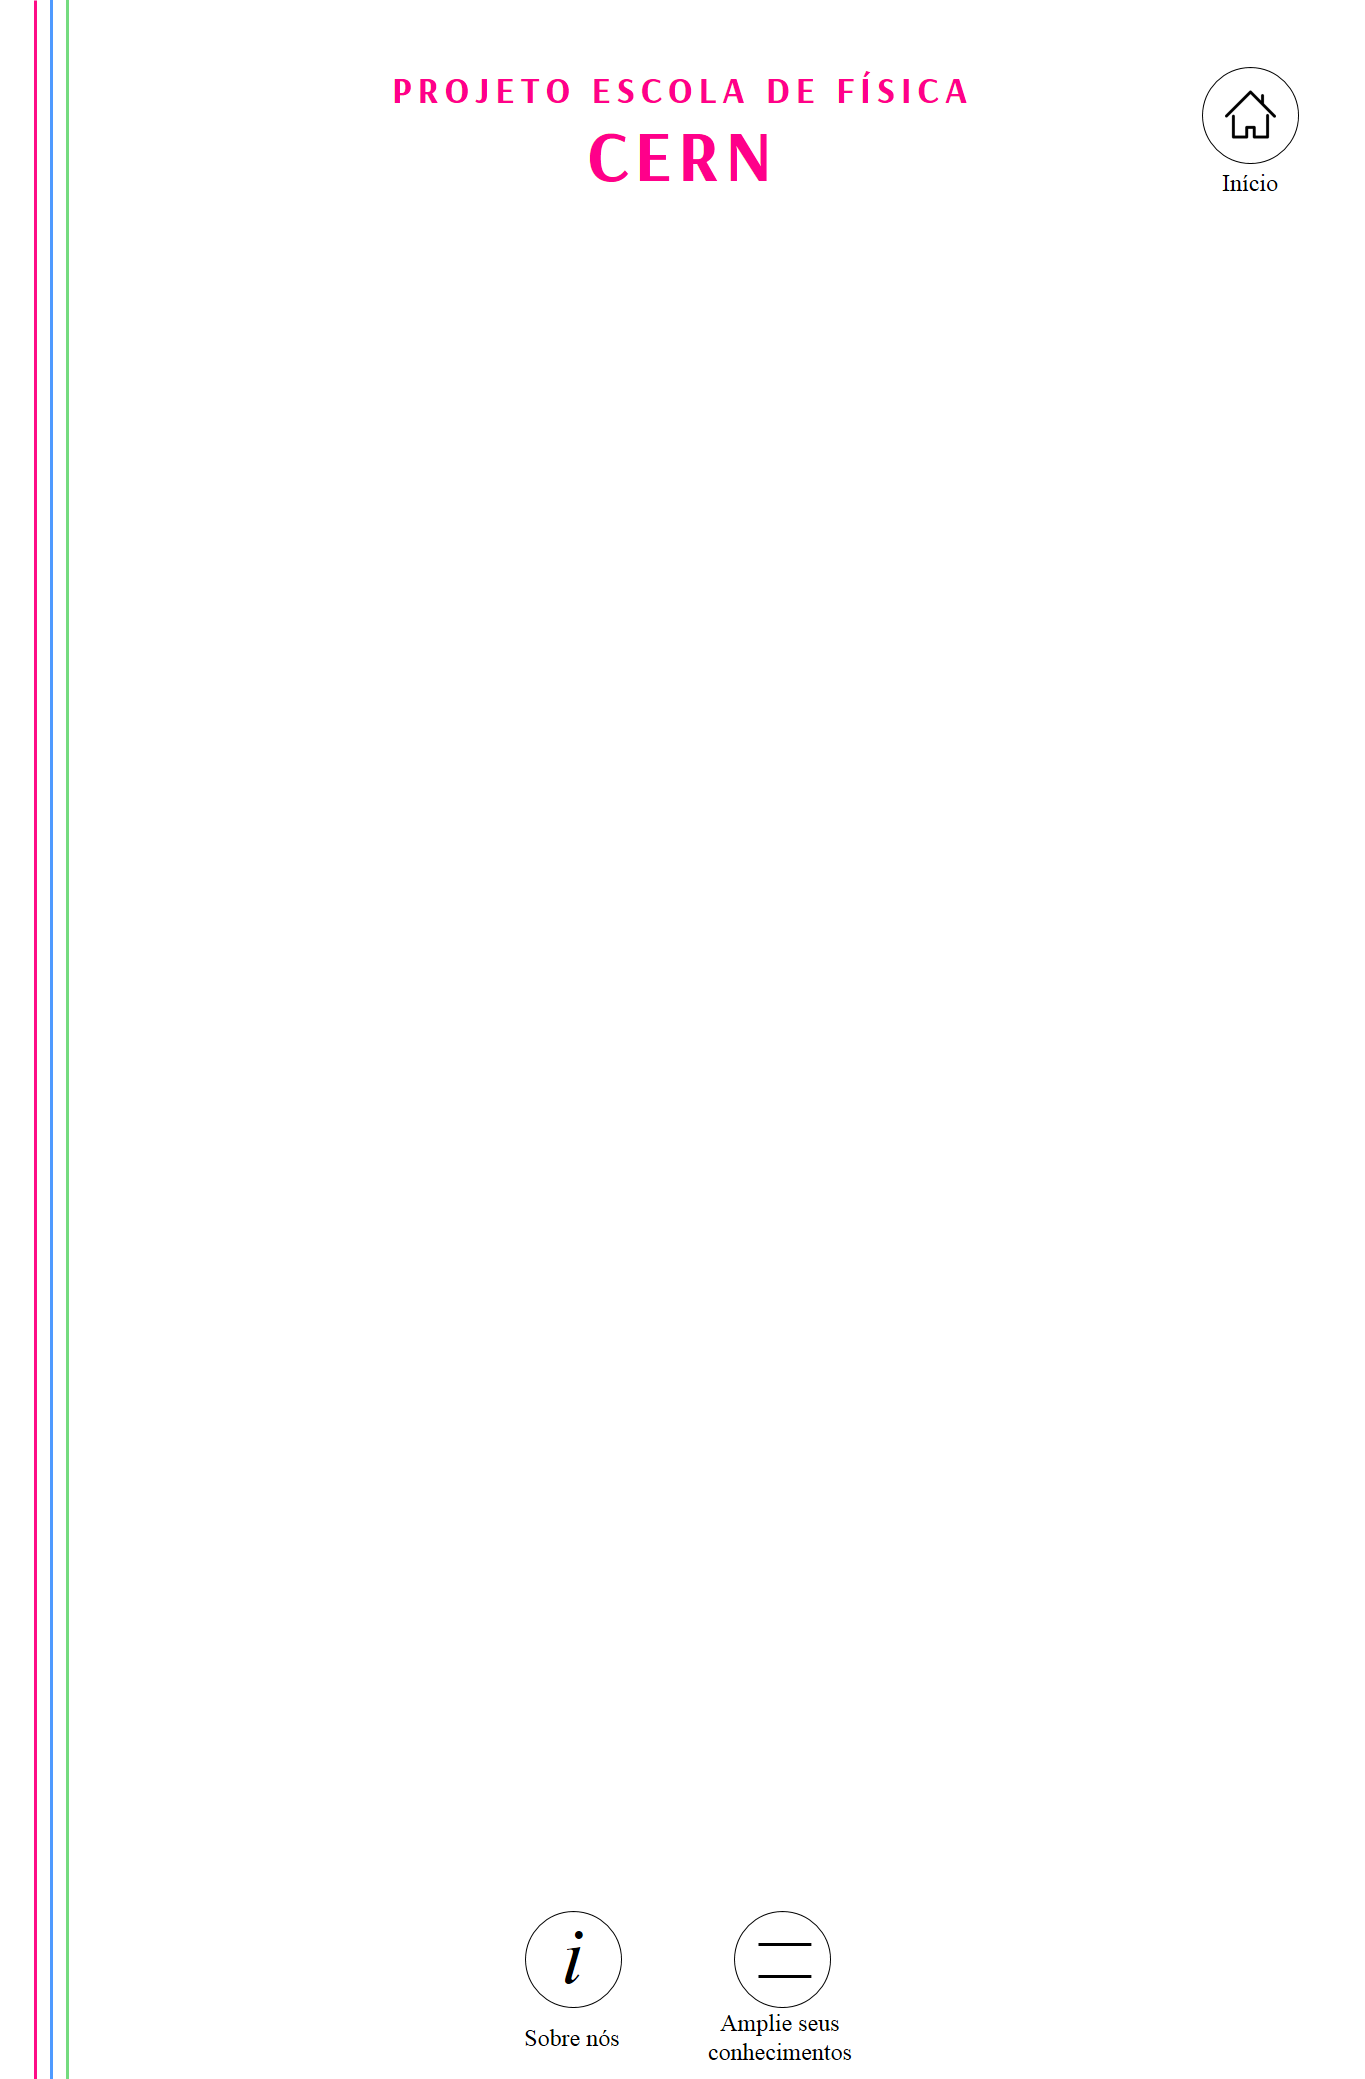 PROJETO ESCOLA DE FÍSICA
CERN
Início
i
Sobre nós
Amplie seus
conhecimentos